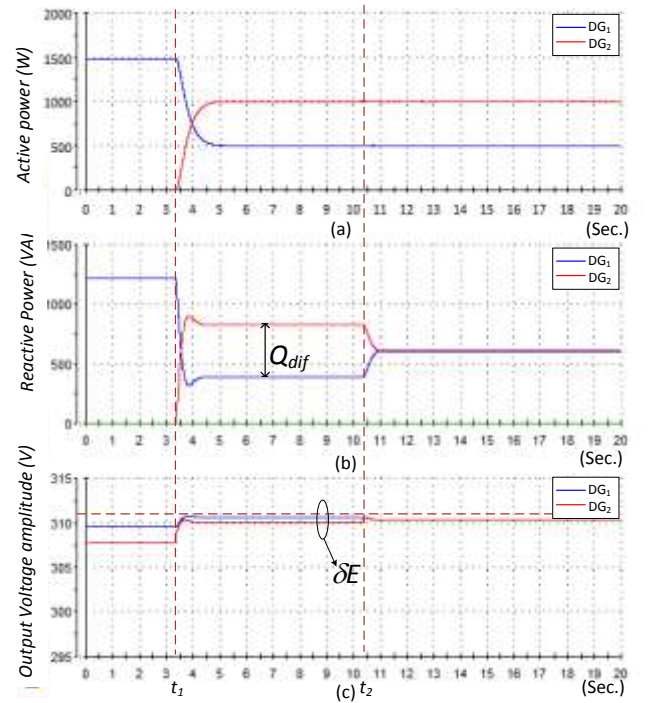 Active power (W)
2000
1500
1000
500
0
DG1
DG2
0 1 2 3 4 5 6 7 8 9 10 11 12 13 14 15 16 17 18 19 20
(a)
(Sec.)
Reactive Power (VAI
1500
1000
500
0
DG1
DG2
Qdif
0 1 2 3 4 5 6 7 8 9 10 11 12 13 14 15 16 17 18 19 20
(b)
(Sec.)
Output Voltage amplitude (V)
315
310
305
300
295
DG1
DG2
δE
0 1 2 3 4 5 6 7 8 9 10 11 12 13 14 15 16 17 18 19 20
t1
(c)
t2
(Sec.)